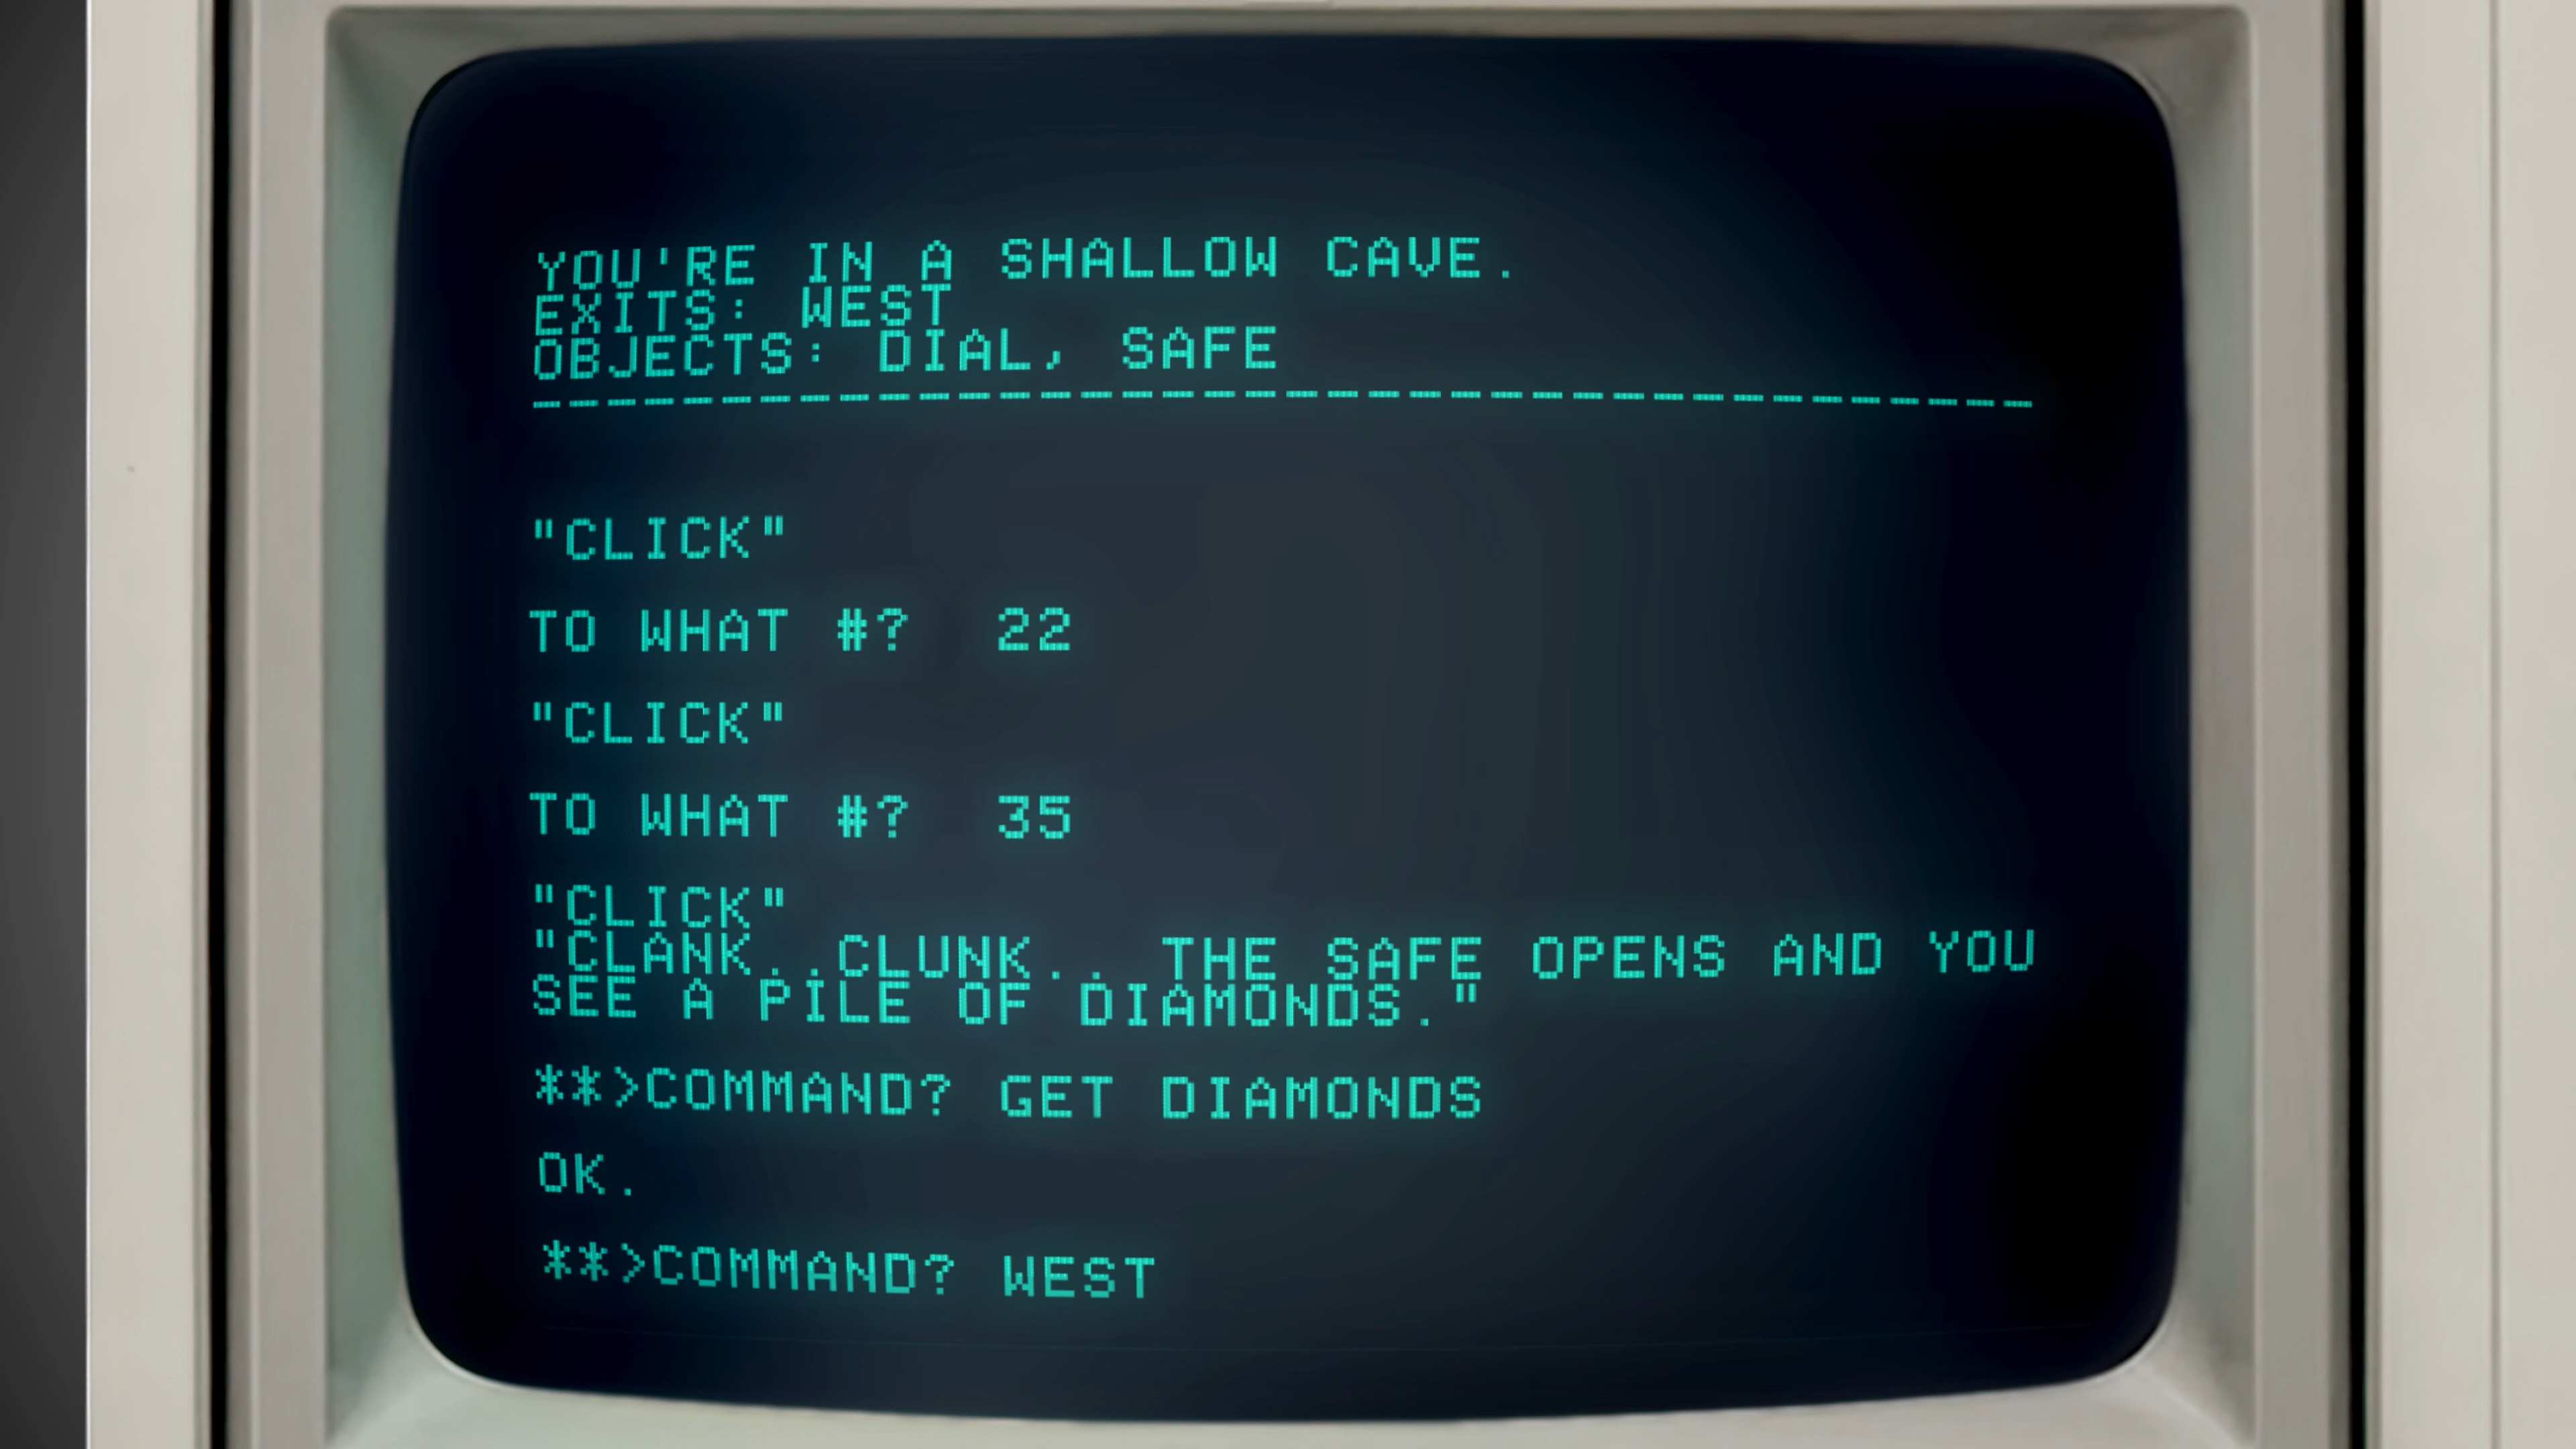 YOU'RE IN A SHALLOW CAVE.
EXITS: WEST
OBJECTS: DIAL, SAFE
--------------------------------------
"CLICK"
TO WHAT #?  22
"CLICK"
TO WHAT #?  35
"CLICK"
"CLANK..CLUNK.. THE SAFE OPENS AND YOU
SEE A PILE OF DIAMONDS."
**>COMMAND? GET DIAMONDS
OK.
**>COMMAND? WEST